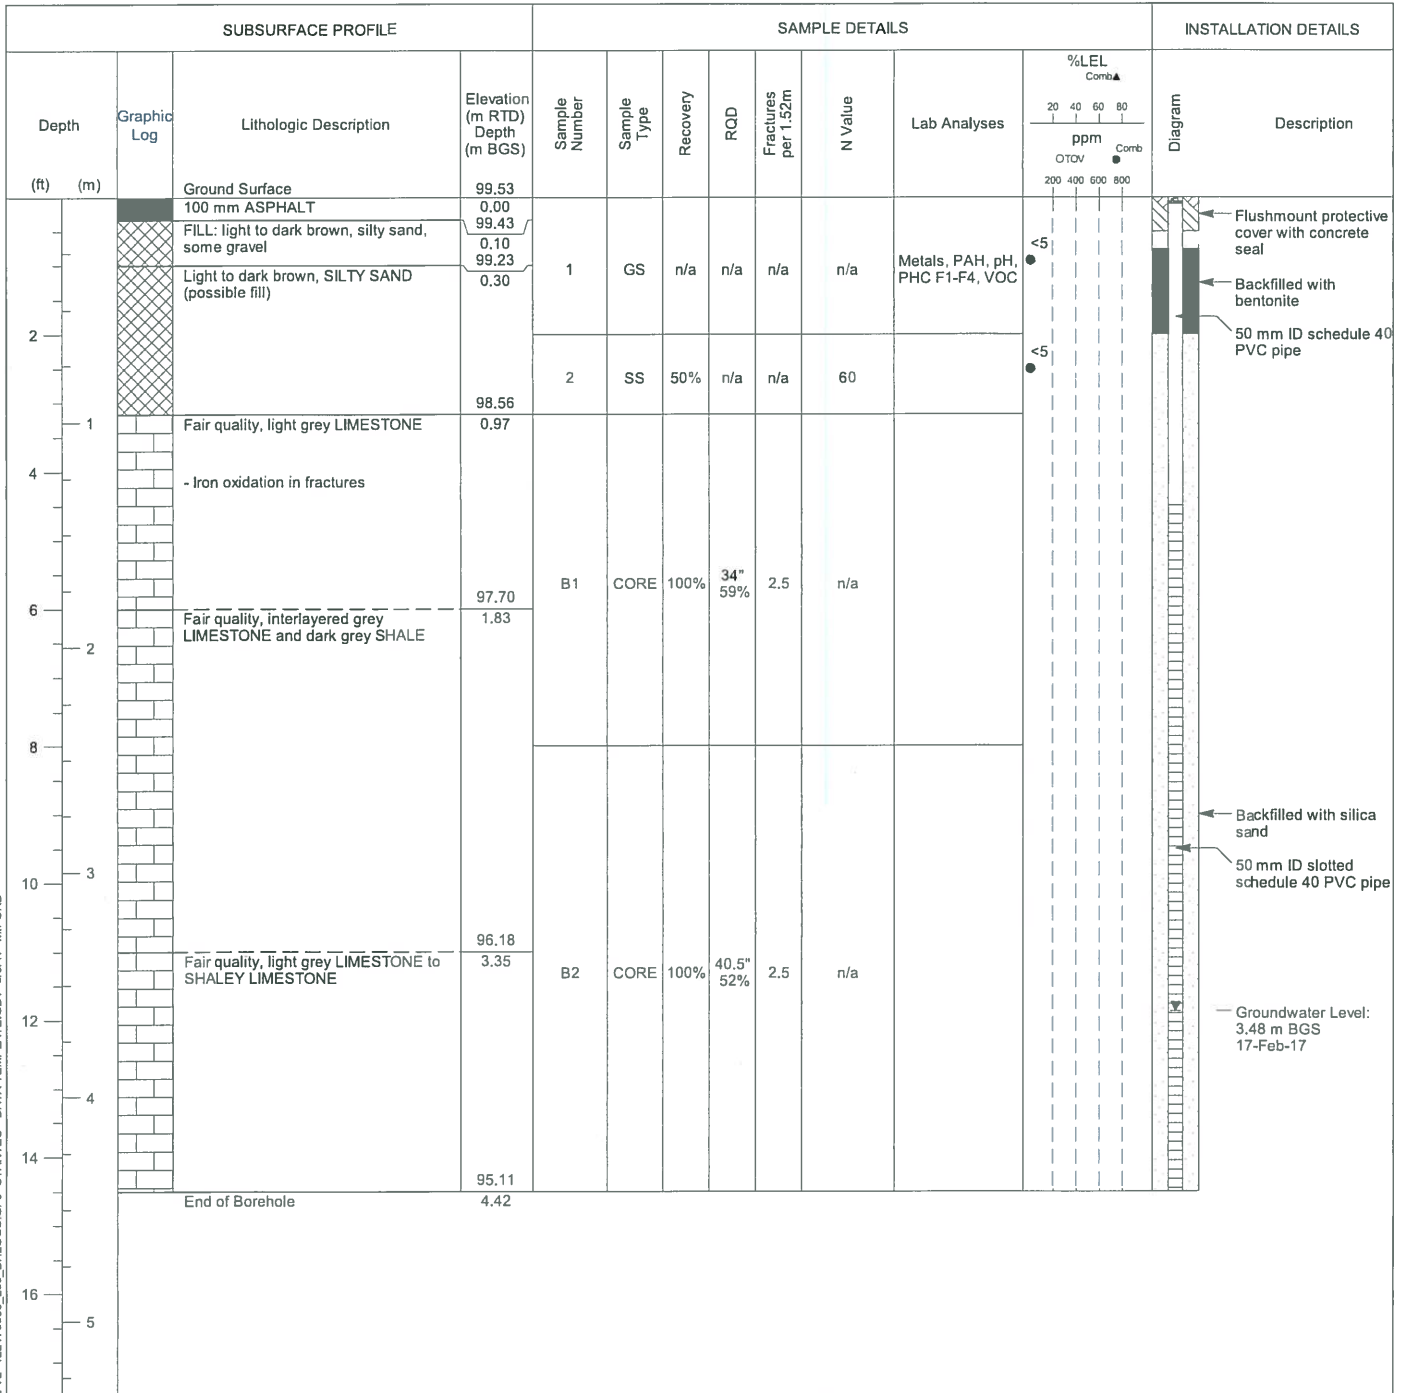 SUBSURFACE PROFILE
SAMPLE DETAILS
INSTALLATION DETAILS
Depth
(ft) (m)
Graphic
Log
Lithologic Description
Elevation
(m RTD)
Depth
(m BGS)
Sample
Number
Sample
Type
Recovery
RQD
Fractures
per 1.52m
N Value
Lab Analyses
%LEL
Comb▲
20 40 60 80
ppm
OTOV
Comb
●
200 400 600 800
Diagram
Description
Ground Surface
99.53
100 mm ASPHALT
0.00
99.43
FILL: light to dark brown, silty sand,
some gravel
0.10
99.23
Light to dark brown, SILTY SAND
(possible fill)
0.30
98.56
Fair quality, light grey LIMESTONE
0.97
- Iron oxidation in fractures
97.70
Fair quality, interlayered grey
LIMESTONE and dark grey SHALE
1.83
96.18
Fair quality, light grey LIMESTONE to
SHALEY LIMESTONE
3.35
95.11
End of Borehole
4.42
2
4
6
8
10
12
14
16
1
2
3
4
5
1 GS n/a n/a n/a n/a
Metals, PAH, pH,
PHC F1-F4, VOC
<5
2 SS 50% n/a n/a 60
<5
B1 CORE 100% 34" 2.5 n/a
59%
B2 CORE 100% 40.5" 2.5 n/a
52%
Flushmount protective
cover with concrete
seal
Backfilled with
bentonite
50 mm ID schedule 40
PVC pipe
Backfilled with silica
sand
50 mm ID slotted
schedule 40 PVC pipe
Groundwater Level:
3.48 m BGS
17-Feb-17